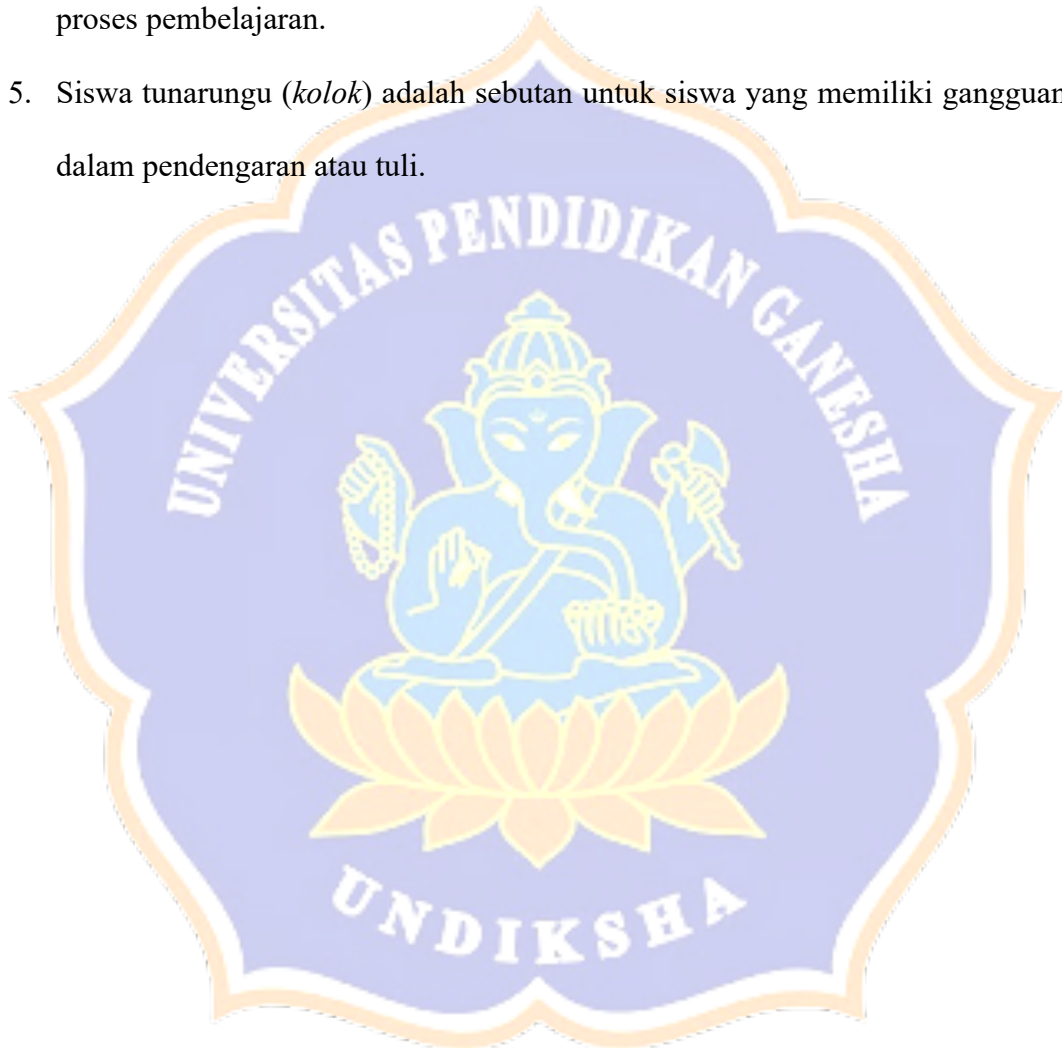 proses pembelajaran.
5. Siswa tunarungu (kolok) adalah sebutan untuk siswa yang memiliki gangguan
dalam pendengaran atau tuli.
UNIVERSITAS PENDIDIKAN GANESHA
UNDIKSHA